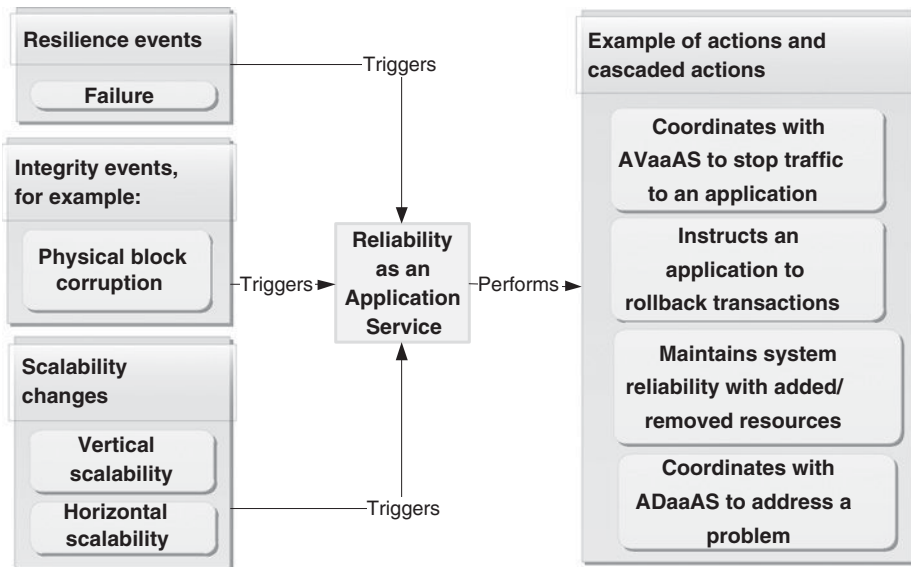 Resilience events
Failure
Triggers
Integrity events,
for example:
Physical block
corruption
Triggers
Scalability
changes
Vertical
scalability
Horizontal
scalability
Triggers
Reliability
as an
Application
Service
Performs
Example of actions and
cascaded actions
Coordinates with
AVaaAS to stop traffic
to an application
Instructs an
application to
rollback transactions
Maintains system
reliability with added/
removed resources
Coordinates with
ADaaAS to address a
problem